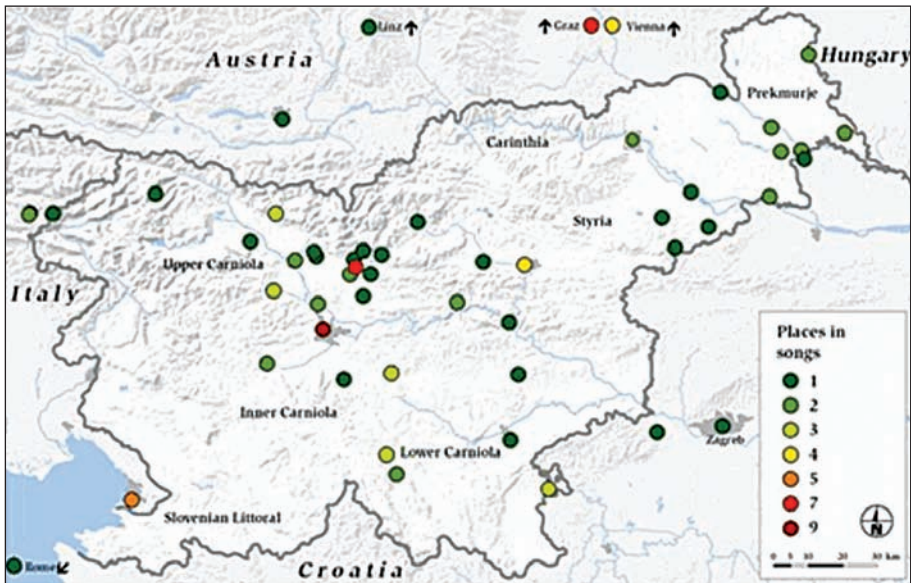 Linz
Graz
Vienna
Austria
Hungary
Prekmurje
Carinthia
Styria
Upper Carniola
Italy
Places in
songs
1
2
3
4
5
7
9
Inner Carniola
Lower Carniola
Zagreb
Slovenian Littoral
Rome
Croatia
N
0 5 10 20 30 km